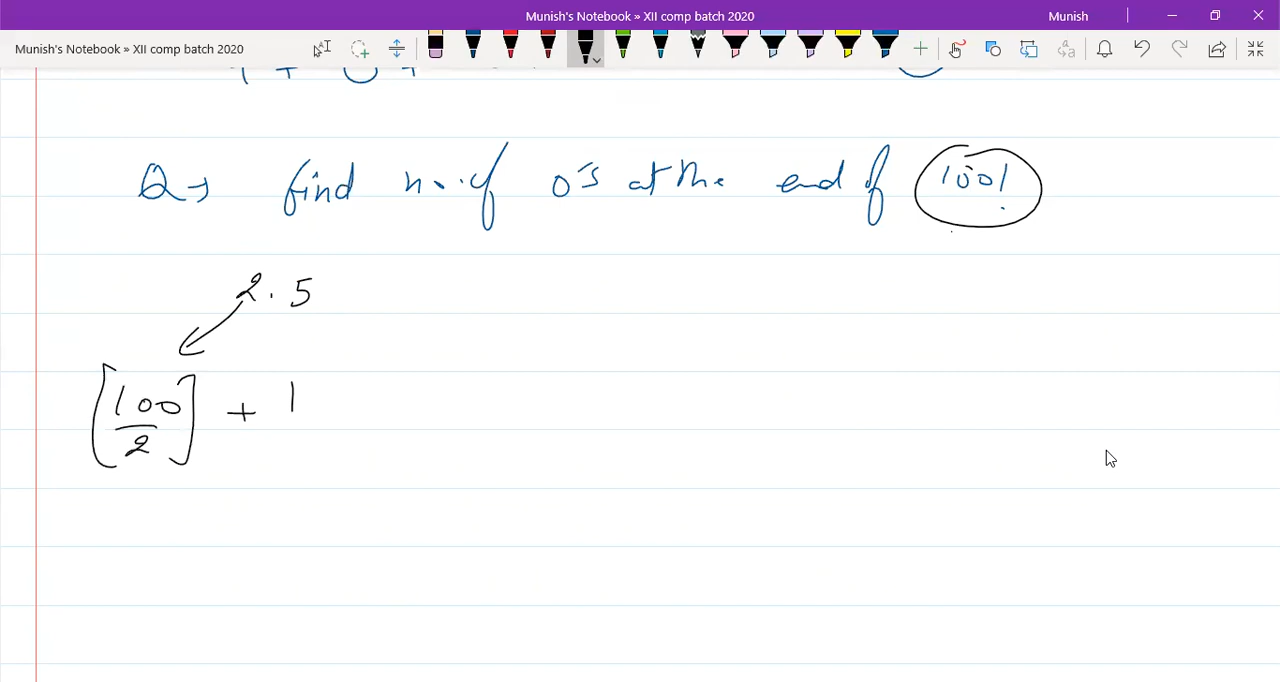 Munish's Notebook » XII comp batch 2020
Munish
Munish's Notebook » XII comp batch 2020
Q→ find no. of 0's at the end of 100!
2 . 5
[100/2] + 1